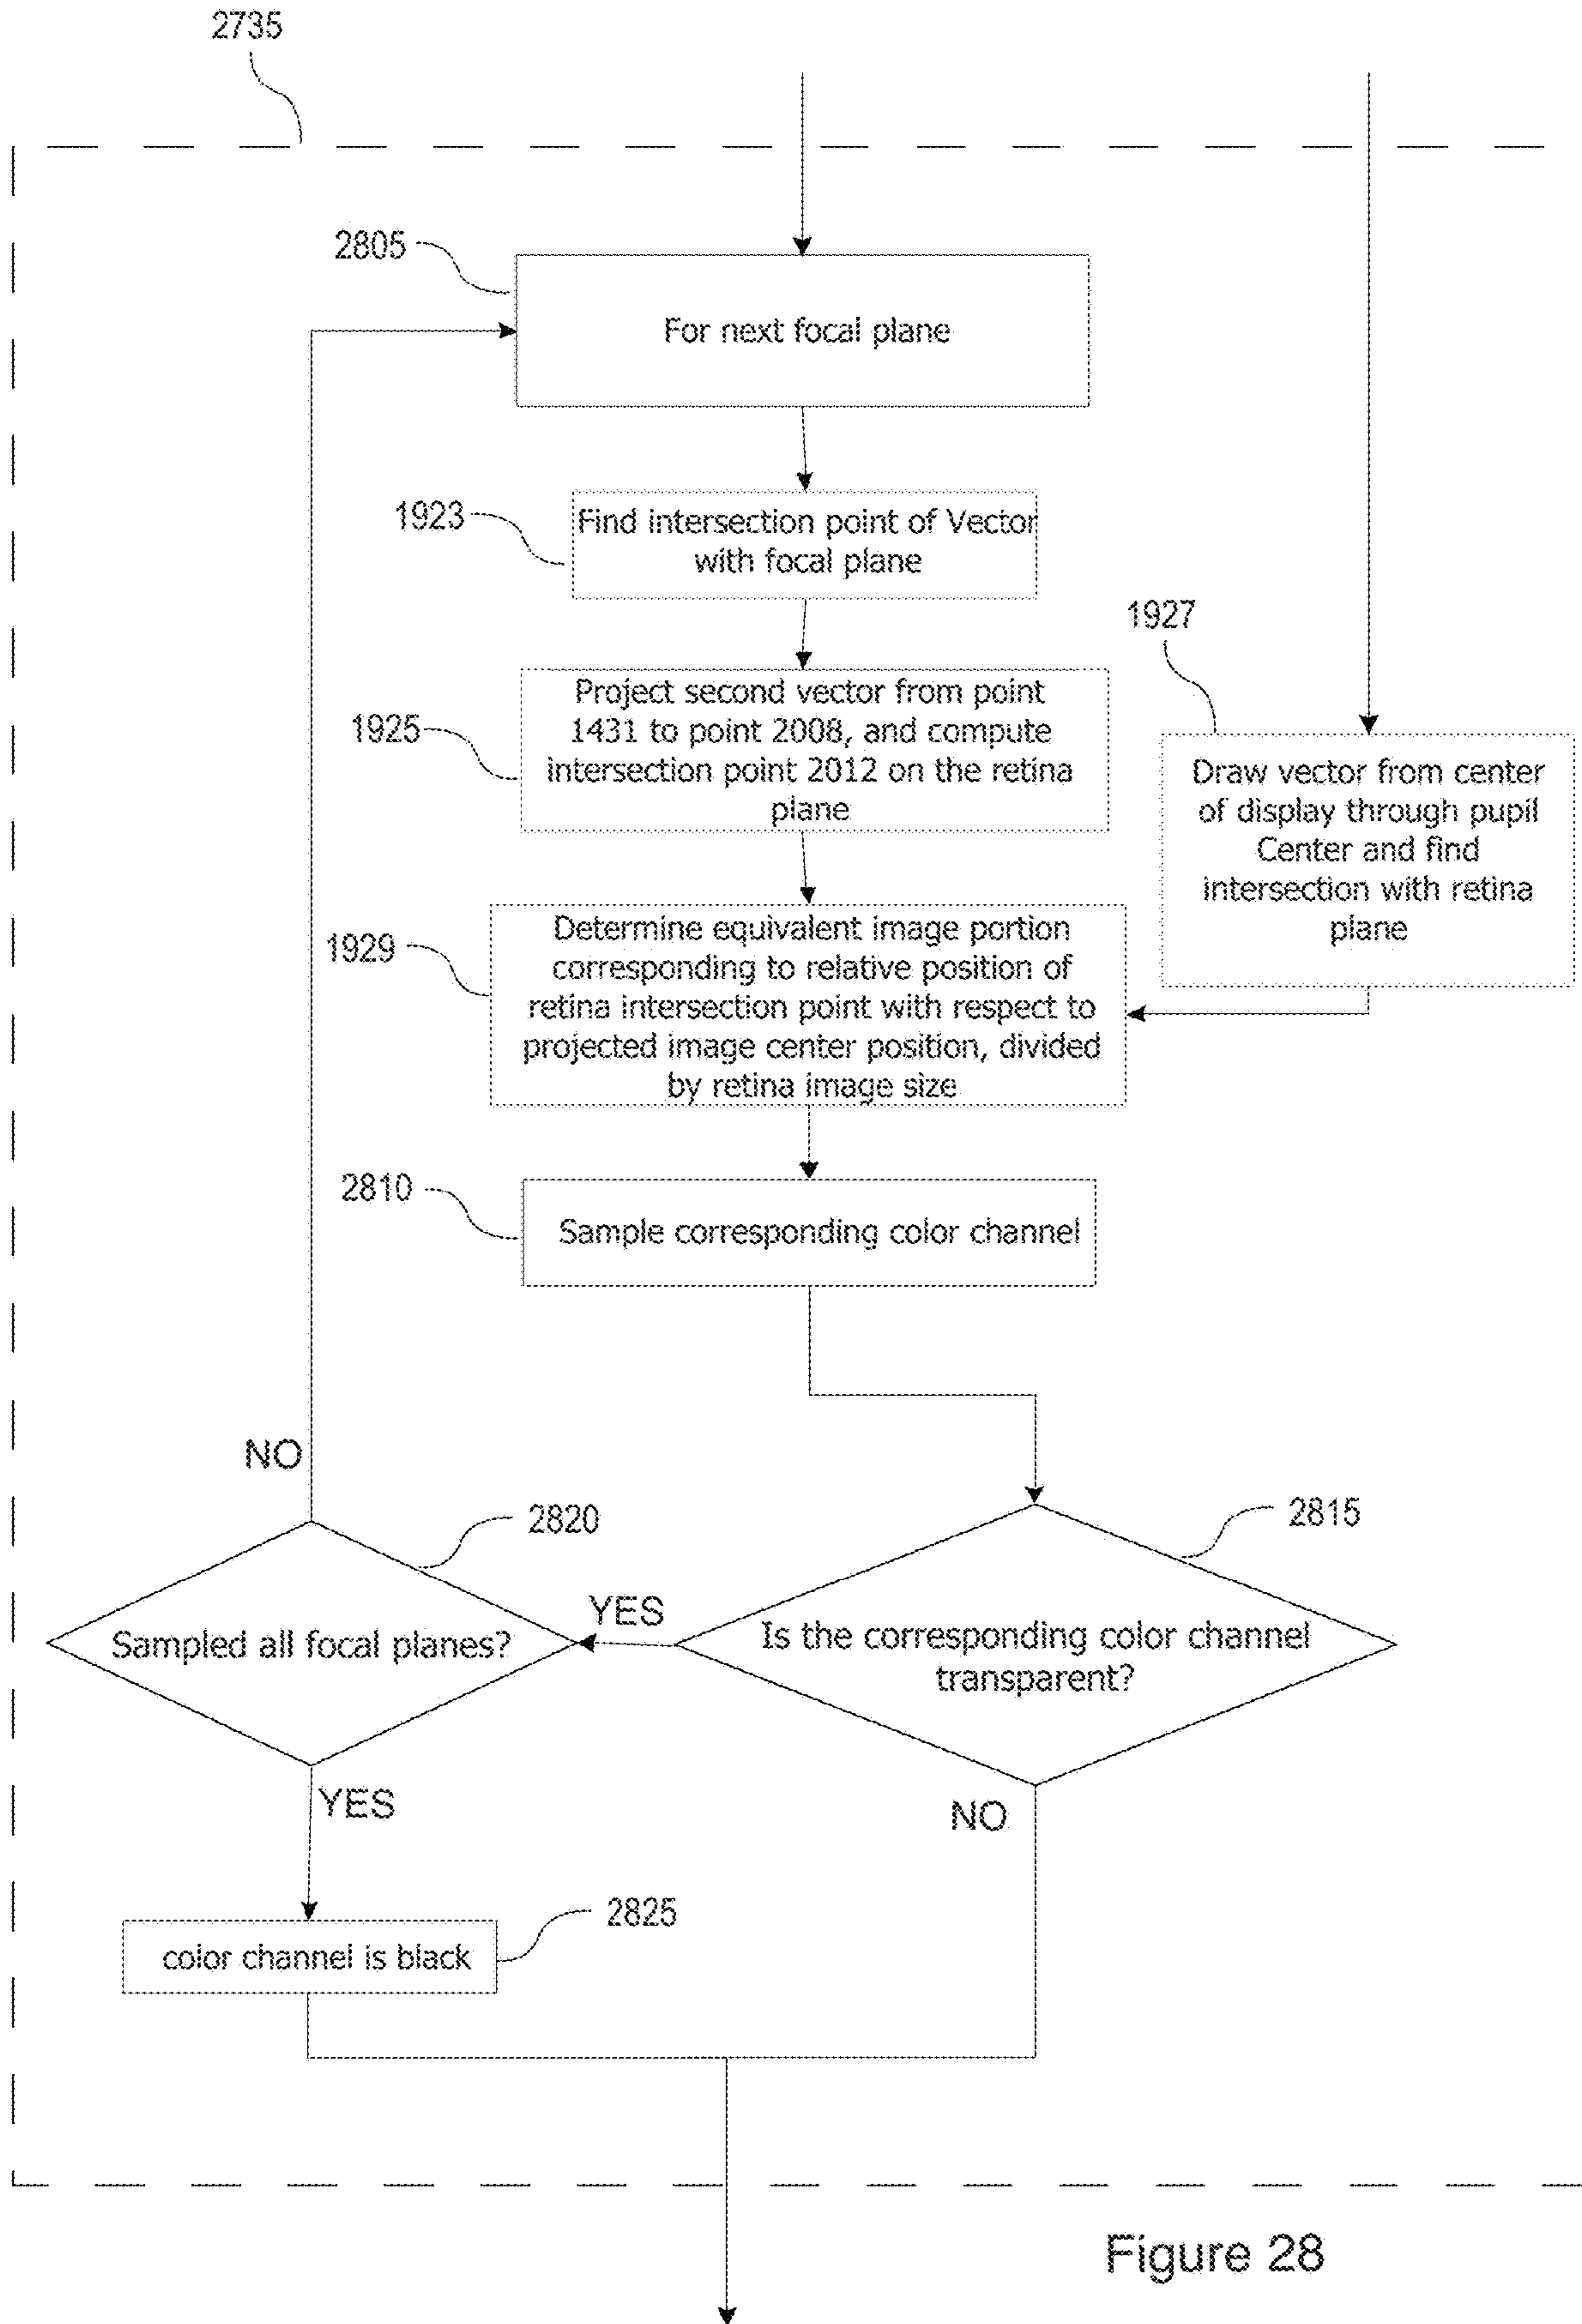 2735
2805
For next focal plane
1923
Find intersection point of Vector
with focal plane
1927
1925
Project second vector from point
1431 to point 2008, and compute
intersection point 2012 on the retina
plane
Draw vector from center
of display through pupil
Center and find
intersection with retina
plane
1929
Determine equivalent image portion
corresponding to relative position of
retina intersection point with respect to
projected image center position, divided
by retina image size
2810
Sample corresponding color channel
NO
2820
2815
Sampled all focal planes?
YES
Is the corresponding color channel
transparent?
YES
NO
2825
color channel is black
Figure 28